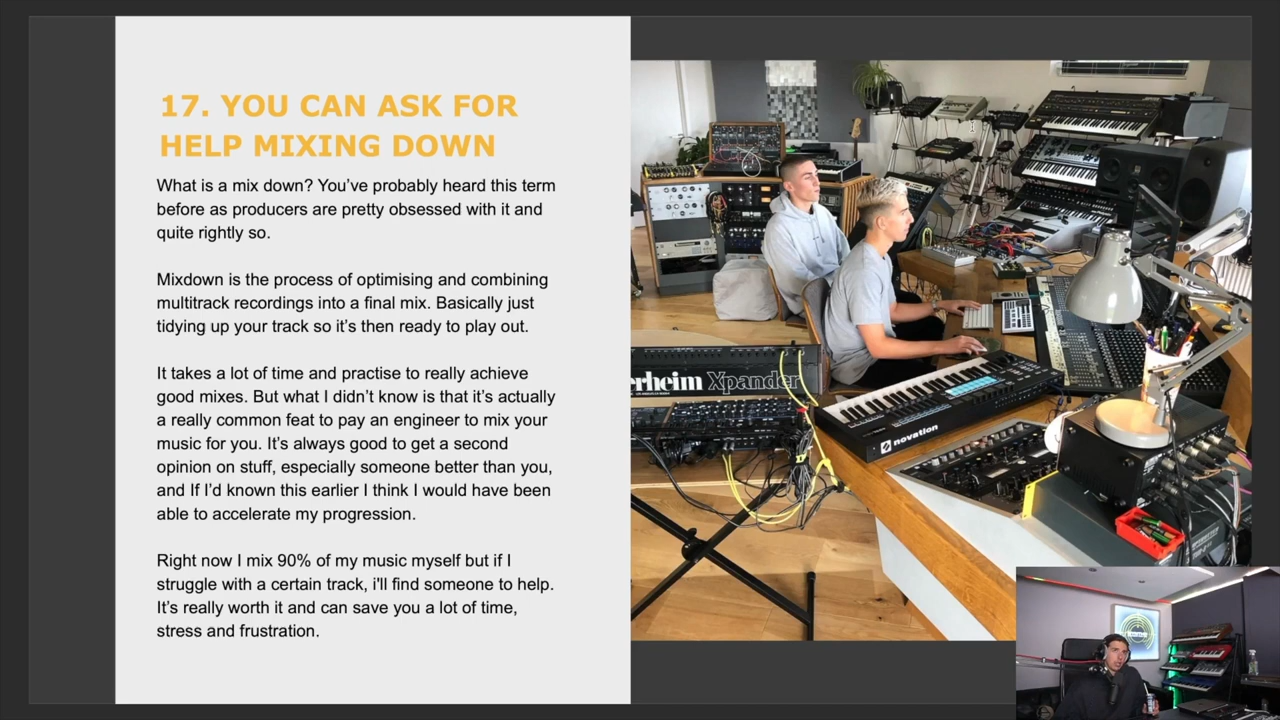 17. YOU CAN ASK FOR
HELP MIXING DOWN
What is a mix down? You’ve probably heard this term
before as producers are pretty obsessed with it and
quite rightly so.
Mixdown is the process of optimising and combining
multitrack recordings into a final mix. Basically just
tidying up your track so it’s then ready to play out.
It takes a lot of time and practise to really achieve
good mixes. But what I didn’t know is that it’s actually
a really common feat to pay an engineer to mix your
music for you. It’s always good to get a second
opinion on stuff, especially someone better than you,
and If I’d known this earlier I think I would have been
able to accelerate my progression.
Right now I mix 90% of my music myself but if I
struggle with a certain track, i'll find someone to help.
It’s really worth it and can save you a lot of time,
stress and frustration.
erheim Xpander
novation